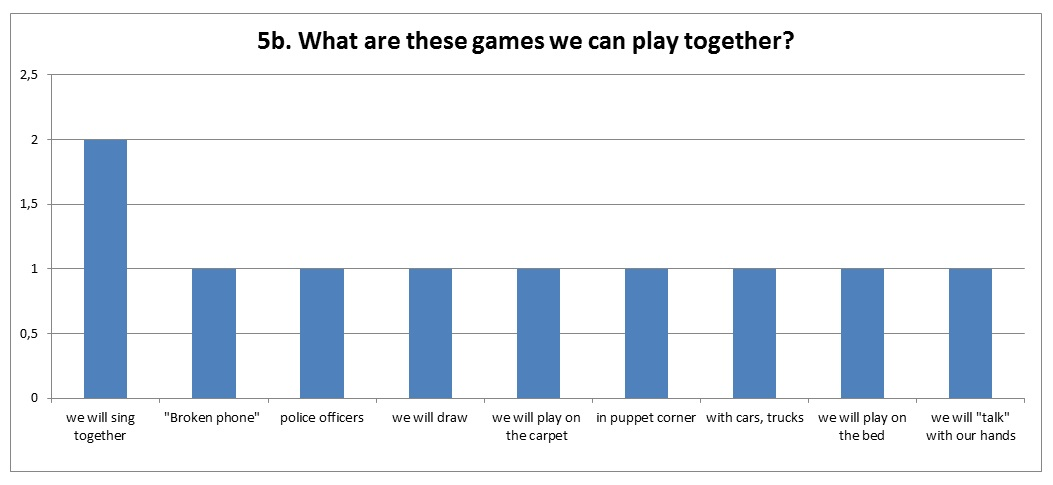 5b. What are these games we can play together?
2,5
2
1,5
1
0,5
0
we will sing
together
"Broken phone"
police officers
we will draw
we will play on
the carpet
in puppet corner
with cars, trucks
we will play on
the bed
we will "talk"
with our hands